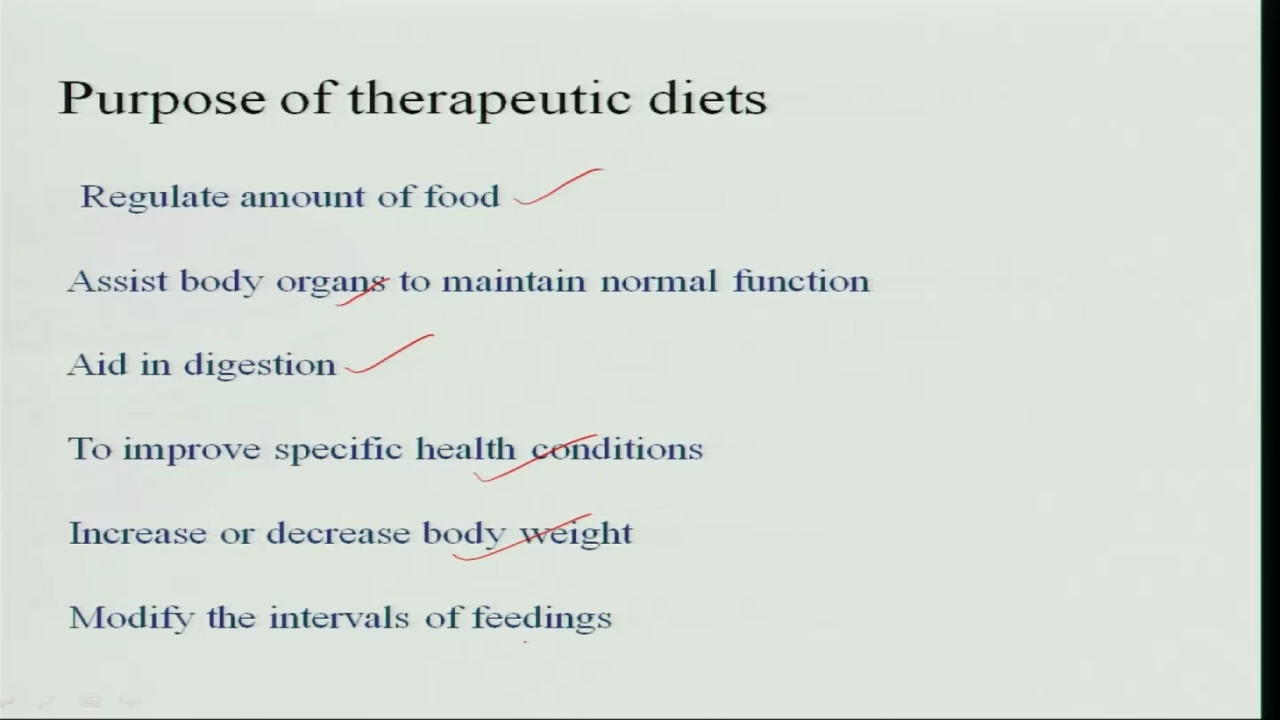 Purpose of therapeutic diets
Regulate amount of food
Assist body organs to maintain normal function
Aid in digestion
To improve specific health conditions
Increase or decrease body weight
Modify the intervals of feedings